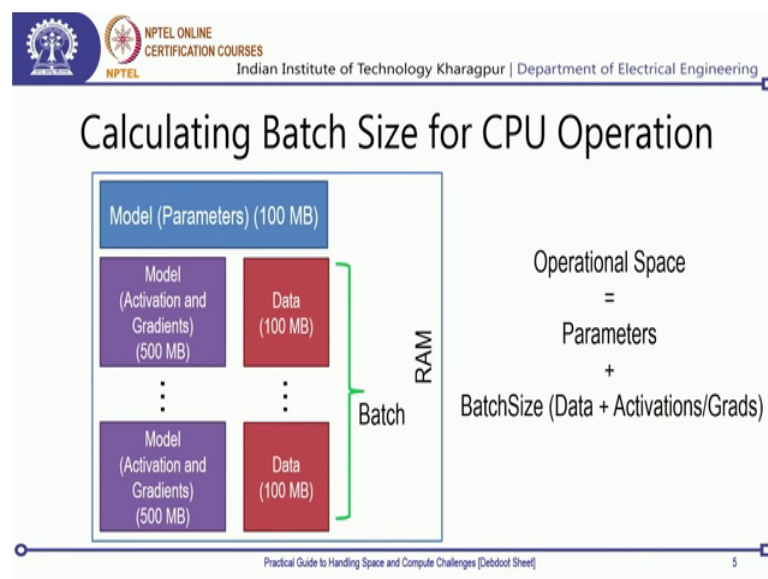 NPTEL ONLINE
CERTIFICATION COURSES
NPTEL
Indian Institute of Technology Kharagpur | Department of Electrical Engineering
Calculating Batch Size for CPU Operation
Model (Parameters) (100 MB)
Model
(Activation and
Gradients)
(500 MB)
Data
(100 MB)
⋮
⋮
Model
(Activation and
Gradients)
(500 MB)
Data
(100 MB)
Batch
RAM
Operational Space
=
Parameters
+
BatchSize (Data + Activations/Grads)
Practical Guide to Handling Space and Compute Challenges [Debdoot Sheet]
5